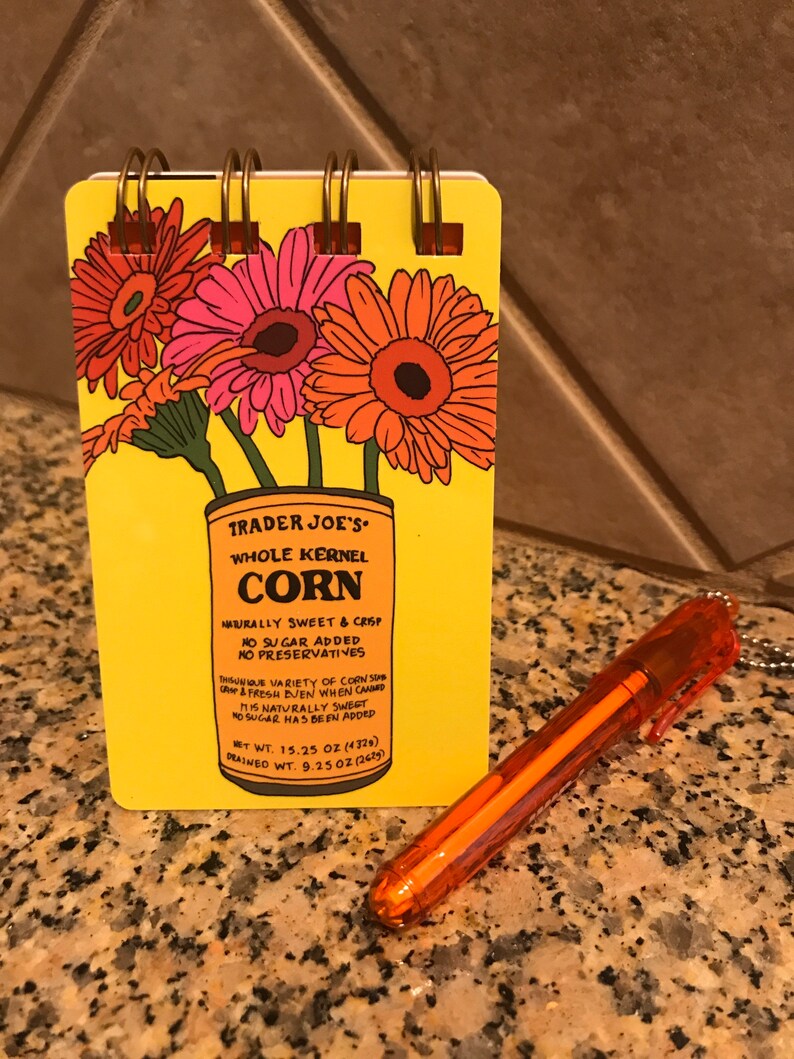 TRADER JOE'S
WHOLE KERNEL
CORN
NATURALLY SWEET & CRISP
NO SUGAR ADDED
NO PRESERVATIVES
THIS UNIQUE VARIETY OF CORN STAYS
CRISP & FRESH EVEN WHEN CANNED
IT IS NATURALLY SWEET
NO SUGAR HAS BEEN ADDED
NET WT. 15.25 OZ (432g)
DRAINED WT. 9.25 OZ (262g)